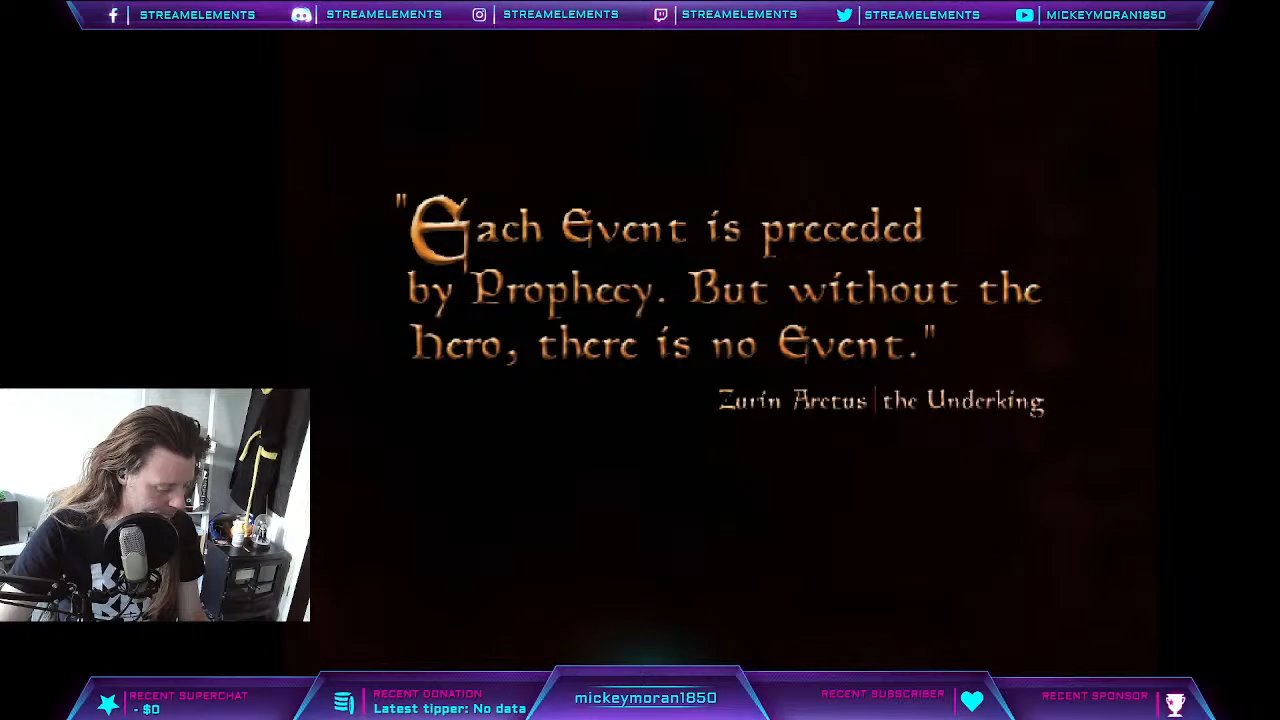 STREAMELEMENTS STREAMELEMENTS STREAMELEMENTS STREAMELEMENTS STREAMELEMENTS MICKEYMORAN1850
"Each Event is preceded
by Prophecy. But without the
hero, there is no Event."
Zurin Arctus the Underking
RECENT SUPERCHAT
- $0
RECENT DONATION
Latest tipper: No data
mickeymoran1850
RECENT SUBSCRIBER
RECENT SPONSOR